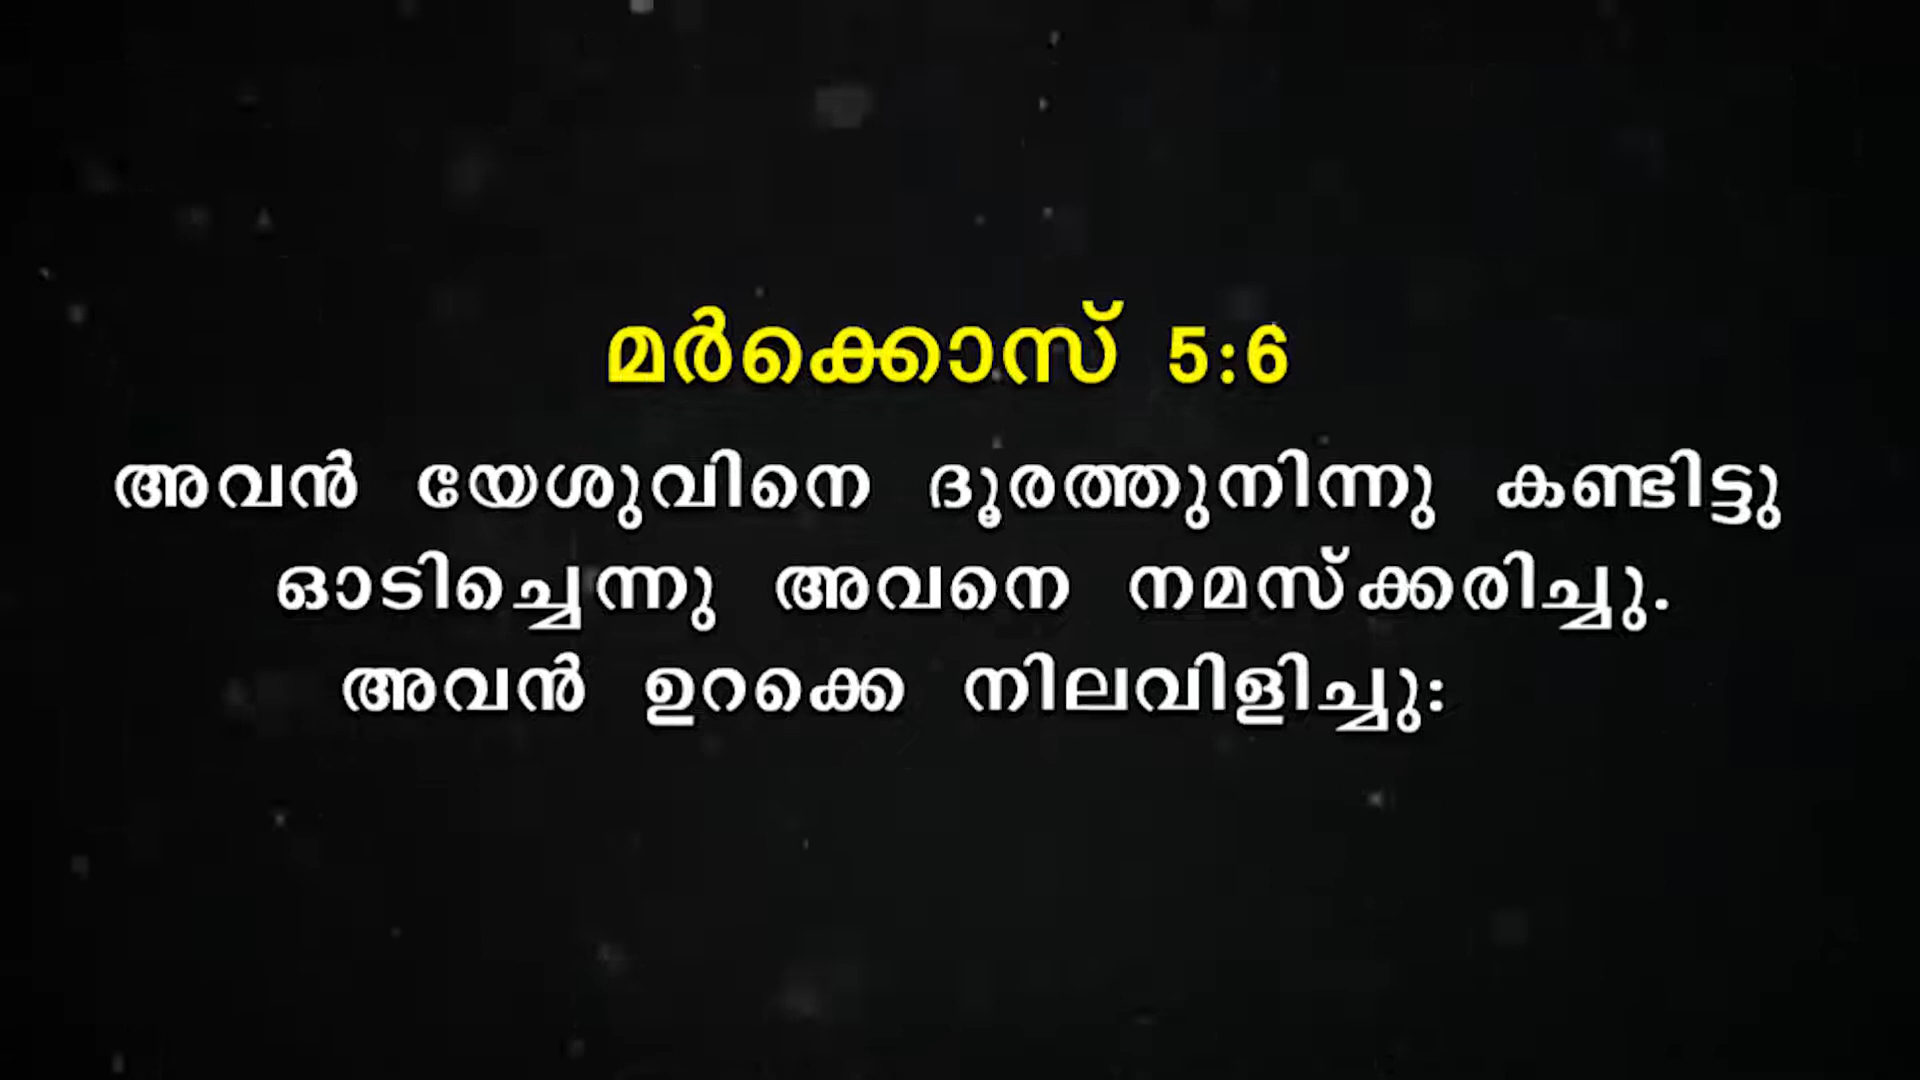 മർക്കൊസ് 5:6
അവൻ യേശുവിനെ ദൂരത്തുനിന്നു കണ്ടിട്ടു
ഓടിച്ചെന്നു അവനെ നമസ്ക്കരിച്ചു.
അവൻ ഉറക്കെ നിലവിളിച്ചു: